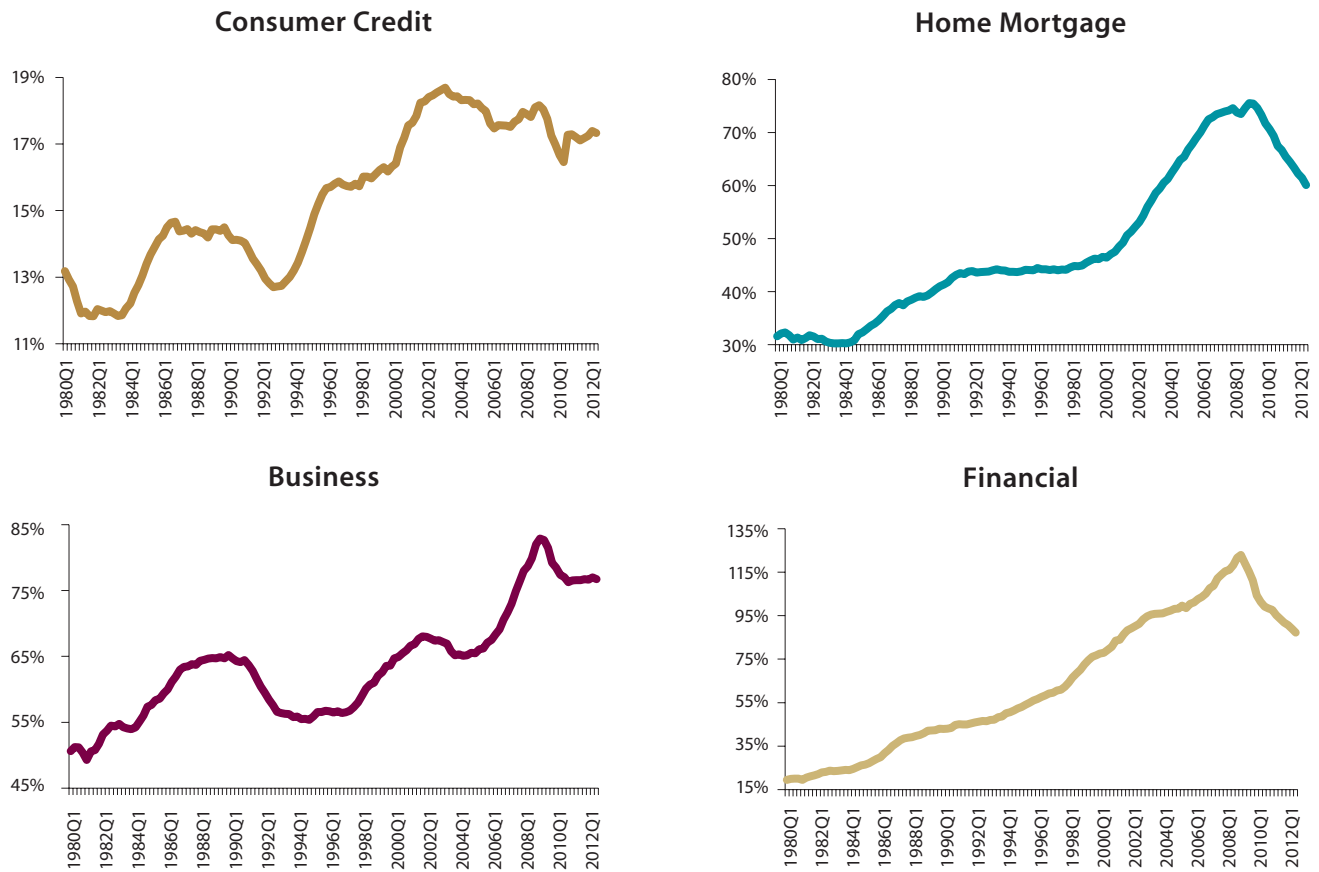 Consumer Credit
19%
17%
15%
13%
11%
1980Q1
1982Q1
1984Q1
1986Q1
1988Q1
1990Q1
1992Q1
1994Q1
1996Q1
1998Q1
2000Q1
2002Q1
2004Q1
2006Q1
2008Q1
2010Q1
2012Q1
Home Mortgage
80%
70%
60%
50%
40%
30%
1980Q1
1982Q1
1984Q1
1986Q1
1988Q1
1990Q1
1992Q1
1994Q1
1996Q1
1998Q1
2000Q1
2002Q1
2004Q1
2006Q1
2008Q1
2010Q1
2012Q1
Business
85%
75%
65%
55%
45%
1980Q1
1982Q1
1984Q1
1986Q1
1988Q1
1990Q1
1992Q1
1994Q1
1996Q1
1998Q1
2000Q1
2002Q1
2004Q1
2006Q1
2008Q1
2010Q1
2012Q1
Financial
135%
115%
95%
75%
55%
35%
15%
1980Q1
1982Q1
1984Q1
1986Q1
1988Q1
1990Q1
1992Q1
1994Q1
1996Q1
1998Q1
2000Q1
2002Q1
2004Q1
2006Q1
2008Q1
2010Q1
2012Q1